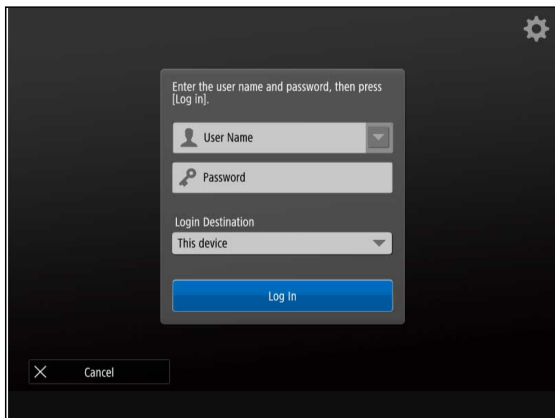 Enter the user name and password, then press
[Log in].
User Name
Password
Login Destination
This device
Log In
Cancel